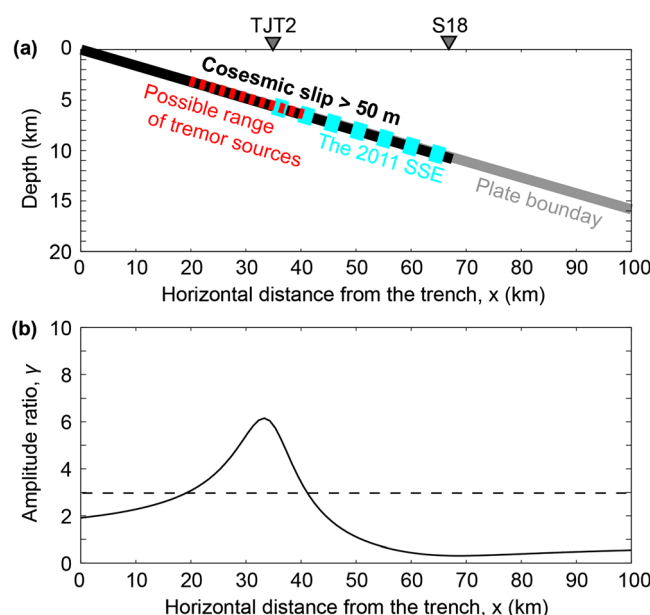 TJT2 S18
(a)
0
5
10
15
20
Depth (km)
Cosesmic slip > 50 m
Possible range
of tremor sources
The 2011 SSE
Plate bounday
0 10 20 30 40 50 60 70 80 90 100
Horizontal distance from the trench, x (km)
(b)
10
8
6
4
2
0
Amplitude ratio, γ
0 10 20 30 40 50 60 70 80 90 100
Horizontal distance from the trench, x (km)